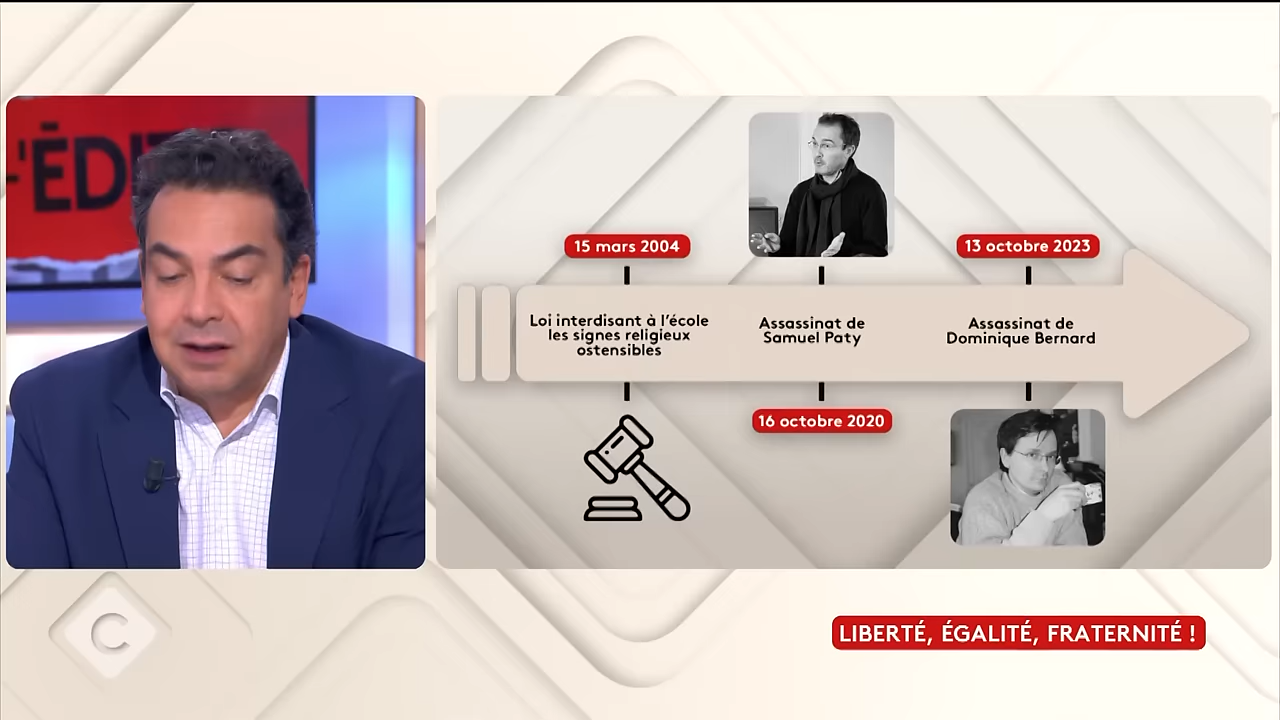 L'ÉDI
15 mars 2004
13 octobre 2023
Loi interdisant à l'école
les signes religieux
ostensibles
Assassinat de
Samuel Paty
Assassinat de
Dominique Bernard
16 octobre 2020
C
LIBERTÉ, ÉGALITÉ, FRATERNITÉ !